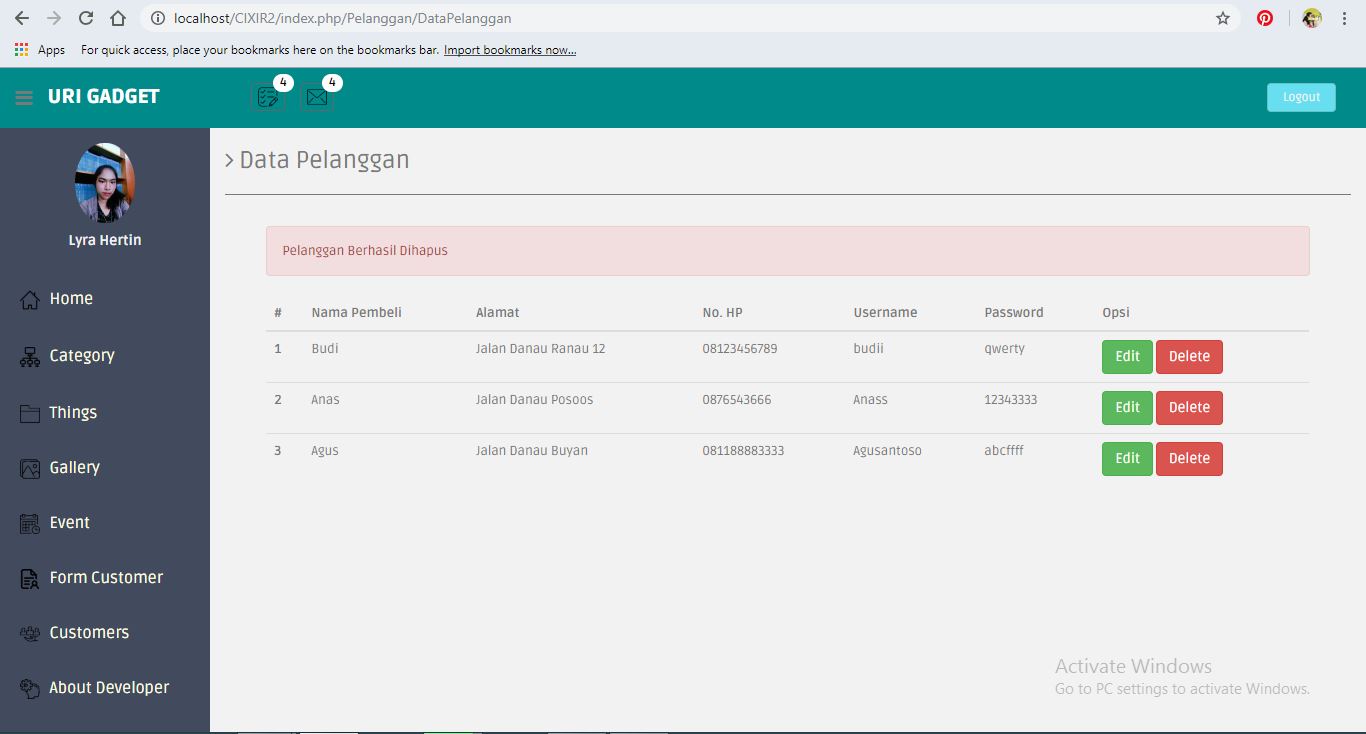 localhost/CIXIR2/index.php/Pelanggan/DataPelanggan
Apps For quick access, place your bookmarks here on the bookmarks bar. Import bookmarks now...
URI GADGET 4 4 Logout
Lyra Hertin
Home
Category
Things
Gallery
Event
Form Customer
Customers
About Developer
> Data Pelanggan
Pelanggan Berhasil Dihapus
# Nama Pembeli Alamat No. HP Username Password Opsi
1 Budi Jalan Danau Ranau 12 08123456789 budii qwerty Edit Delete
2 Anas Jalan Danau Posoos 0876543666 Anass 12343333 Edit Delete
3 Agus Jalan Danau Buyan 081188883333 Agusantoso abcffff Edit Delete
Activate Windows
Go to PC settings to activate Windows.